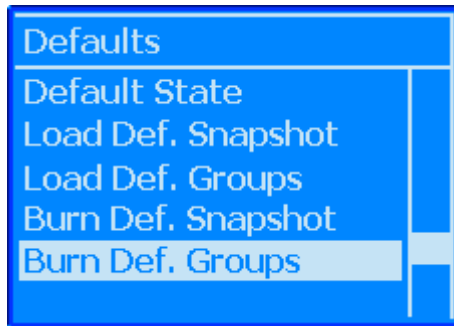 Defaults
Default State
Load Def. Snapshot
Load Def. Groups
Burn Def. Snapshot
Burn Def. Groups